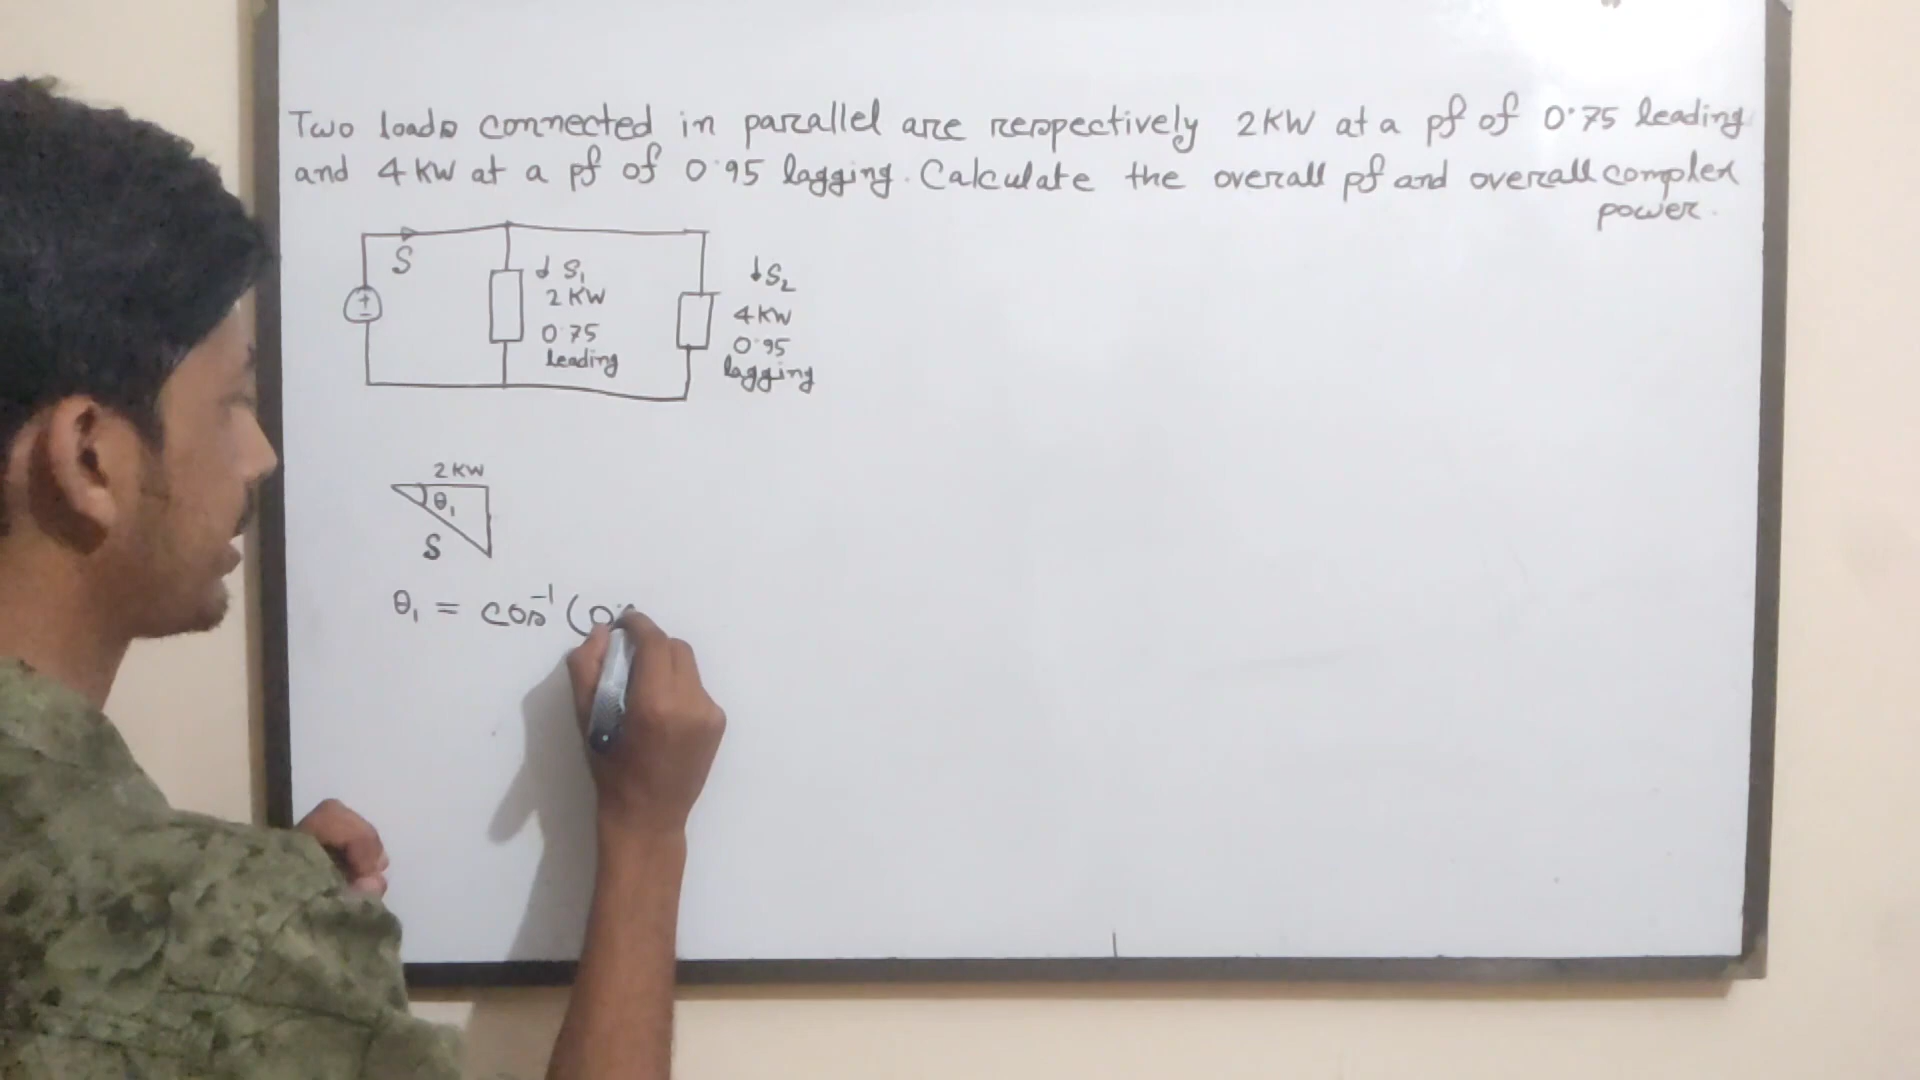 Two loads connected in parallel are respectively 2KW at a pf of 0.75 leading
and 4KW at a pf of 0.95 lagging. Calculate the overall pf and overall complex
power.
S
+
-
↓ S₁
2KW
0.75
leading
↓S₂
4KW
0.95
lagging
2KW
θ₁
S
θ₁ = cos⁻¹ (0.